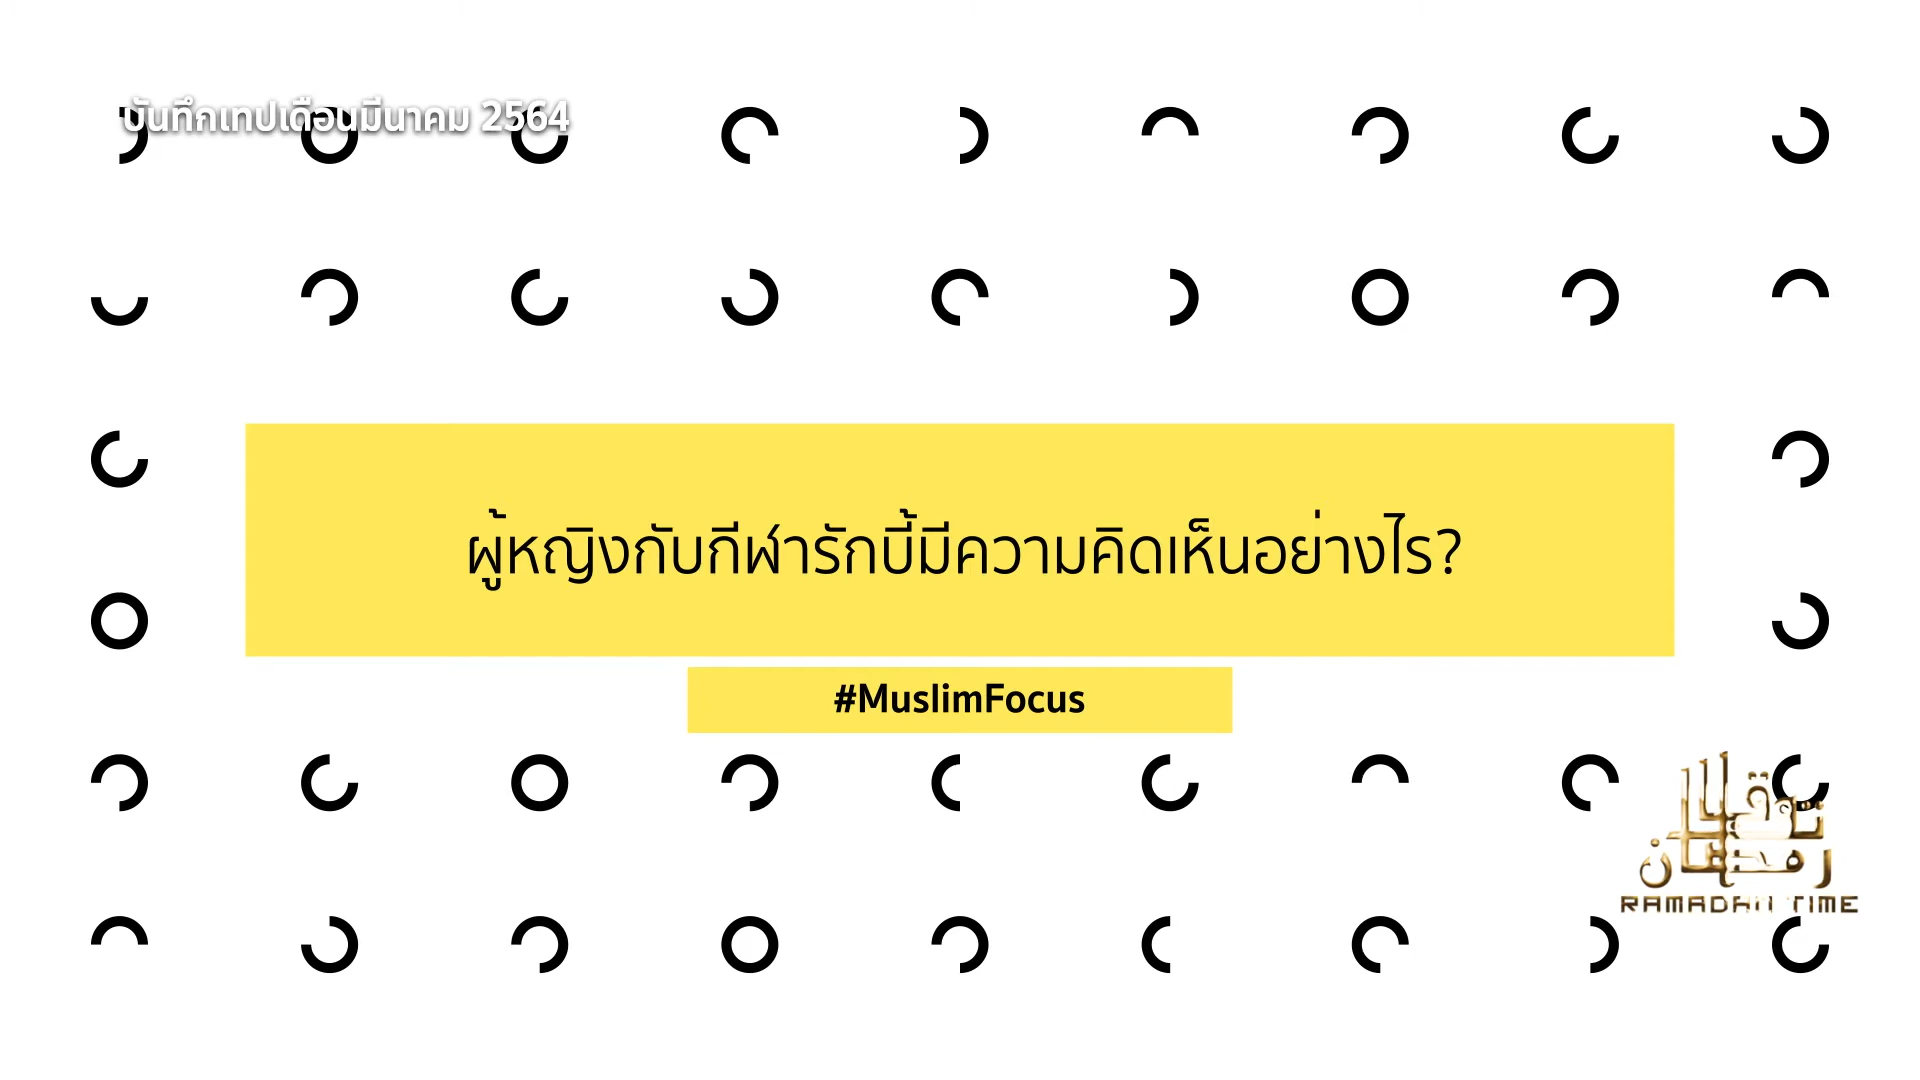 บันทึกเทปเดือนมีนาคม 2564
ผู้หญิงกับกีฬารักบี้มีความคิดเห็นอย่างไร?
#MuslimFocus
رمضان
RAMADAN TIME